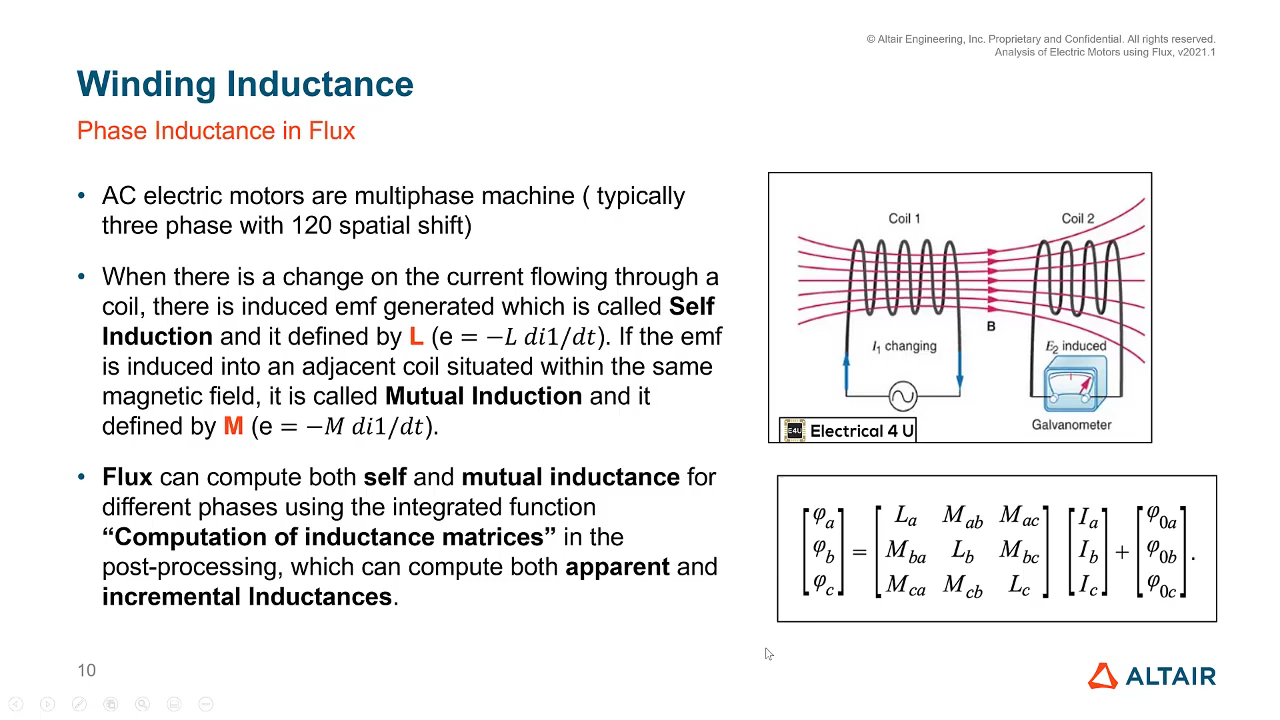 © Altair Engineering, Inc. Proprietary and Confidential. All rights reserved.
Analysis of Electric Motors using Flux, v2021.1
Winding Inductance
Phase Inductance in Flux
• AC electric motors are multiphase machine ( typically
three phase with 120 spatial shift)
• When there is a change on the current flowing through a
coil, there is induced emf generated which is called Self
Induction and it defined by L (e = −L di1/dt). If the emf
is induced into an adjacent coil situated within the same
magnetic field, it is called Mutual Induction and it
defined by M (e = −M di1/dt).
• Flux can compute both self and mutual inductance for
different phases using the integrated function
“Computation of inductance matrices” in the
post-processing, which can compute both apparent and
incremental Inductances.
Coil 1
Coil 2
B
I₁ changing
E₂ induced
Galvanometer
E4U
Electrical 4 U
[φa] [La Mab Mac] [Ia] [φ0a]
[φb] = [Mba Lb Mbc] [Ib] + [φ0b] .
[φc] [Mca Mcb Lc] [Ic] [φ0c]
10
ALTAIR